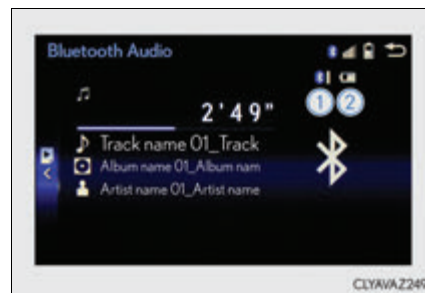 Bluetooth Audio
1 2
2'49"
Track name 01_Track
Album name 01_Album nam
Artist name 01_Artist name
CLYAVAZ249